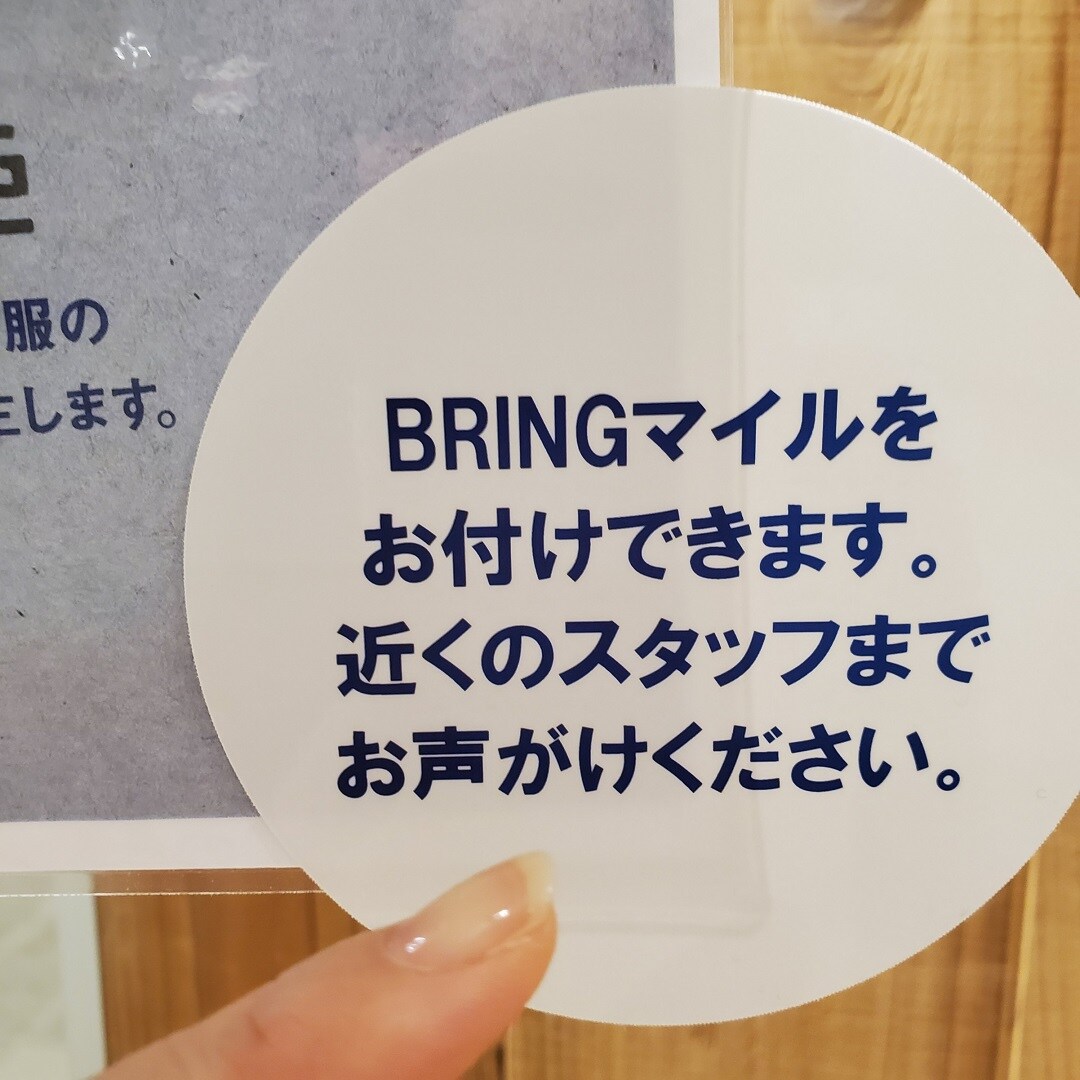 服の
します。
BRINGマイルを
お付けできます。
近くのスタッフまで
お声がけください。